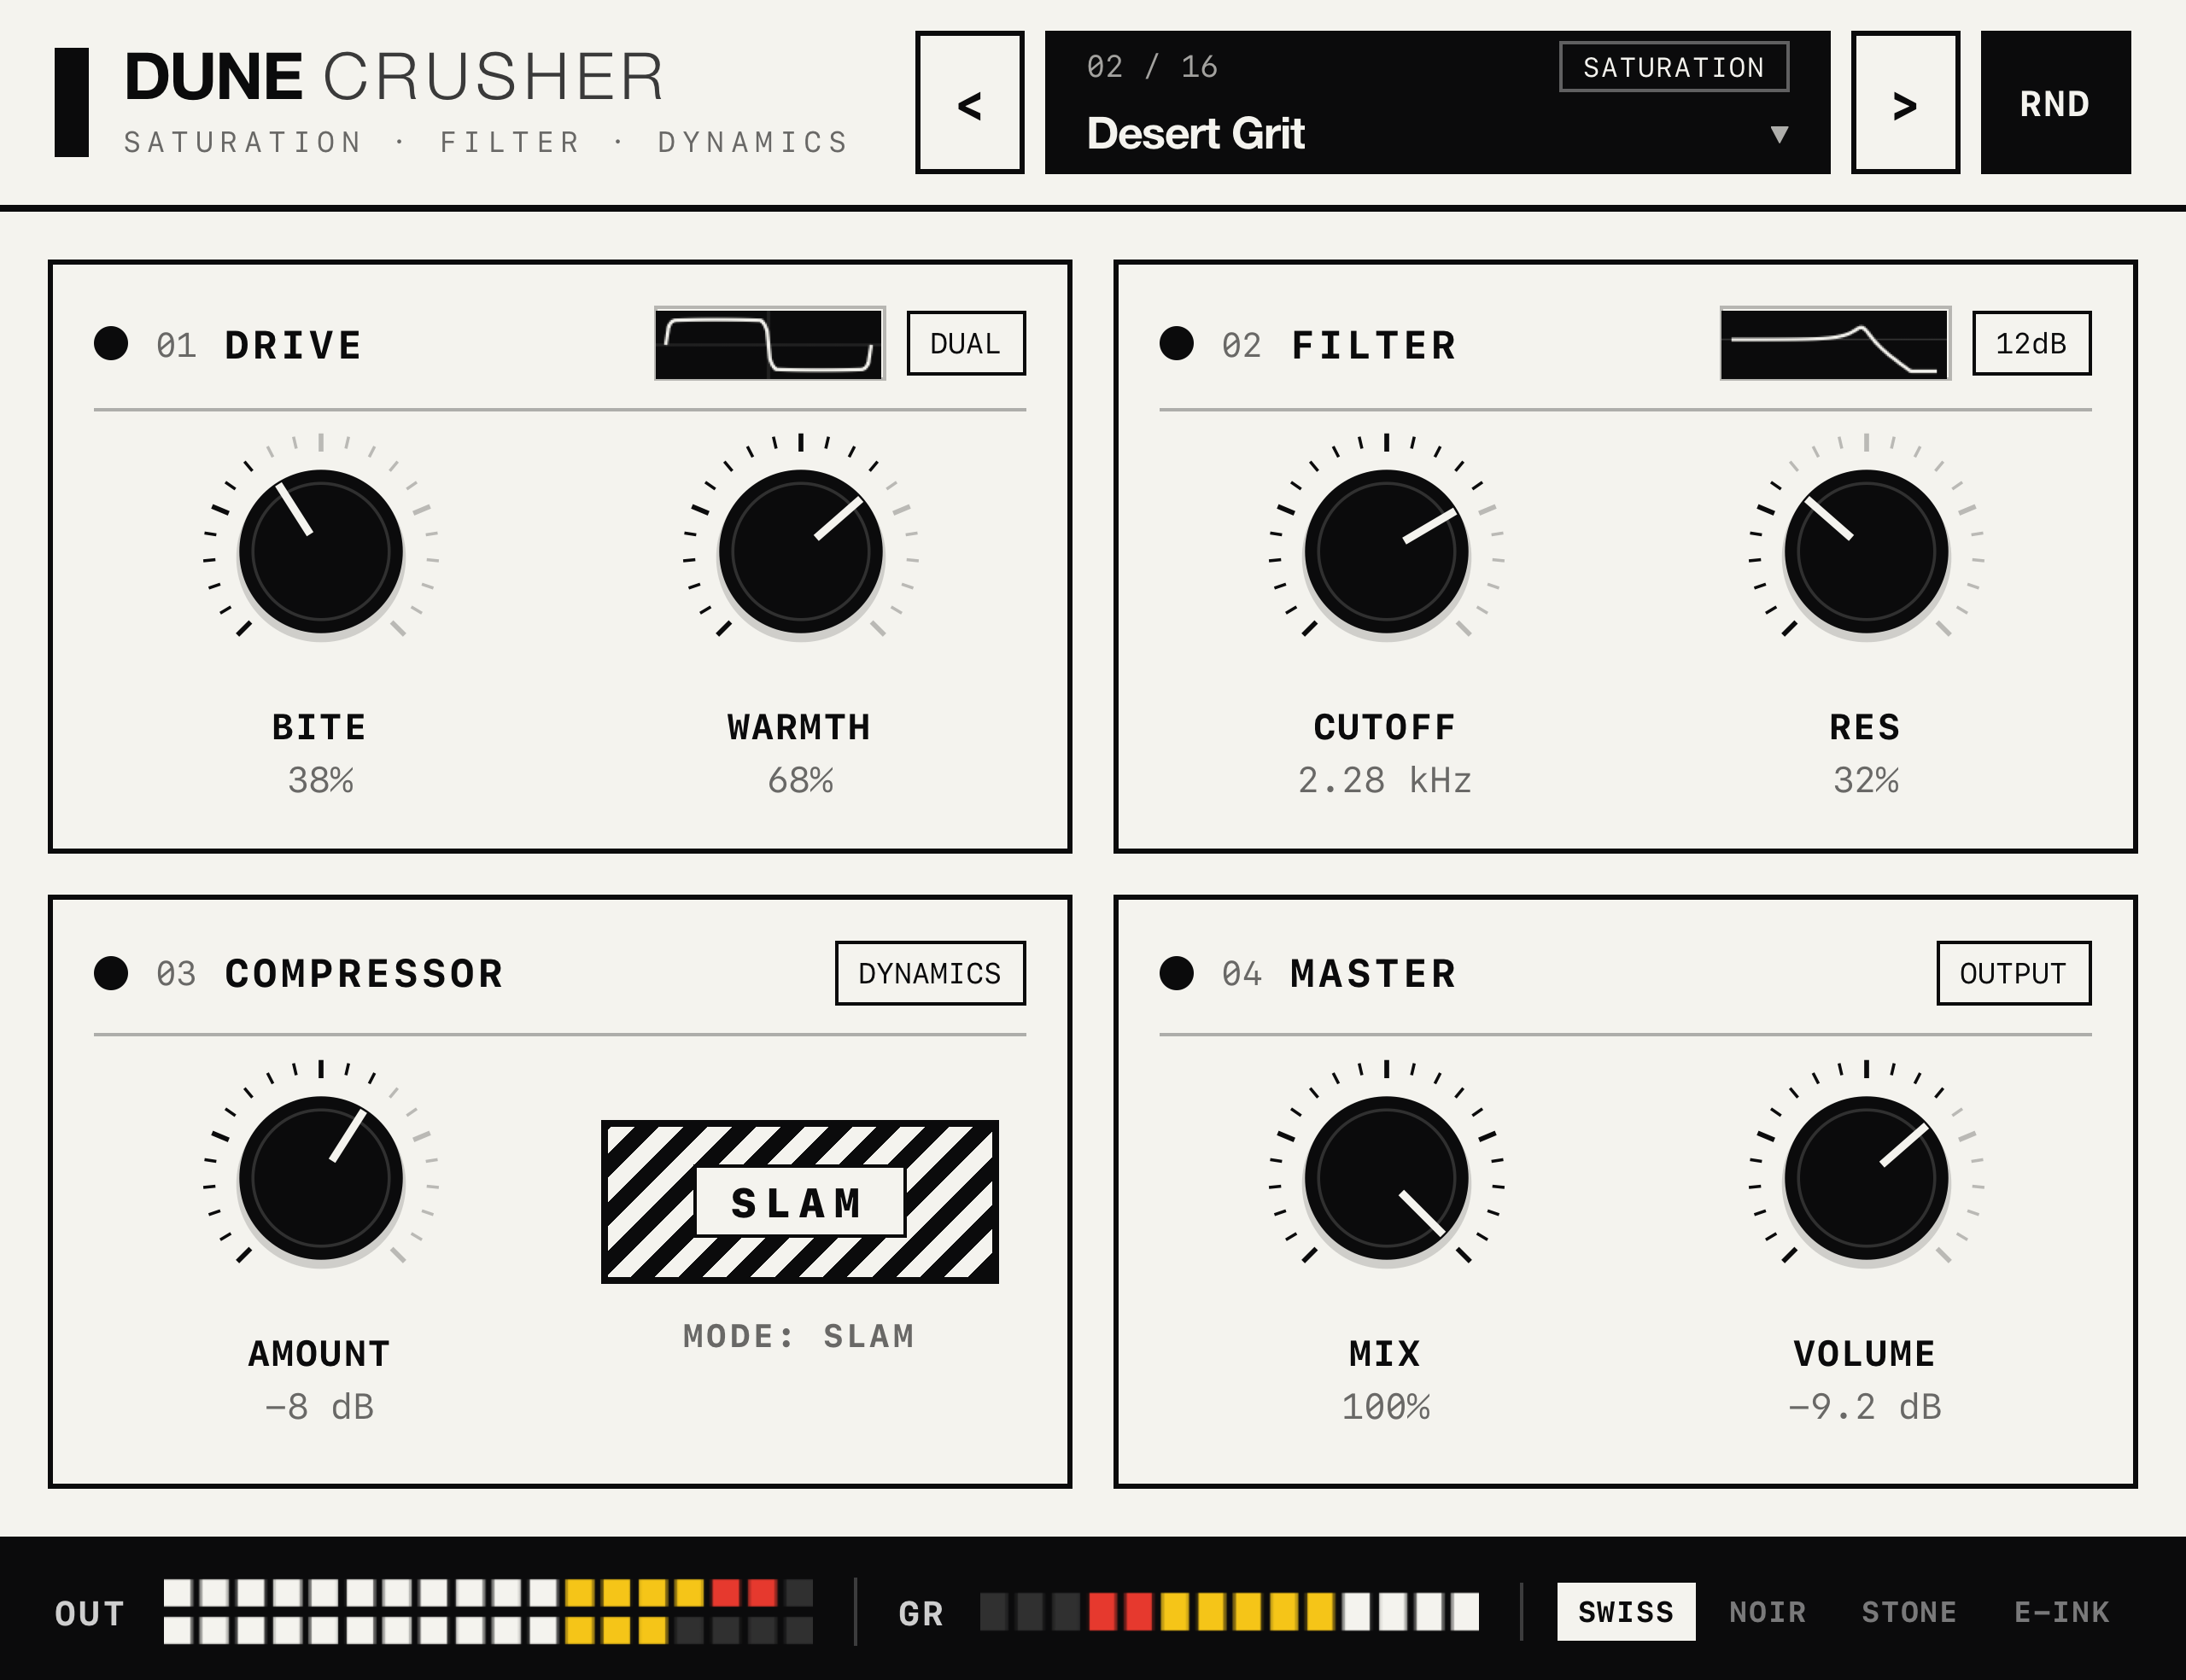 DUNE CRUSHER
SATURATION · FILTER · DYNAMICS
<
02 / 16
SATURATION
Desert Grit
▼
>
RND
01 DRIVE
DUAL
BITE
38%
WARMTH
68%
02 FILTER
12dB
CUTOFF
2.28 kHz
RES
32%
03 COMPRESSOR
DYNAMICS
AMOUNT
−8 dB
SLAM
MODE: SLAM
04 MASTER
OUTPUT
MIX
100%
VOLUME
−9.2 dB
OUT
GR
SWISS
NOIR
STONE
E−INK